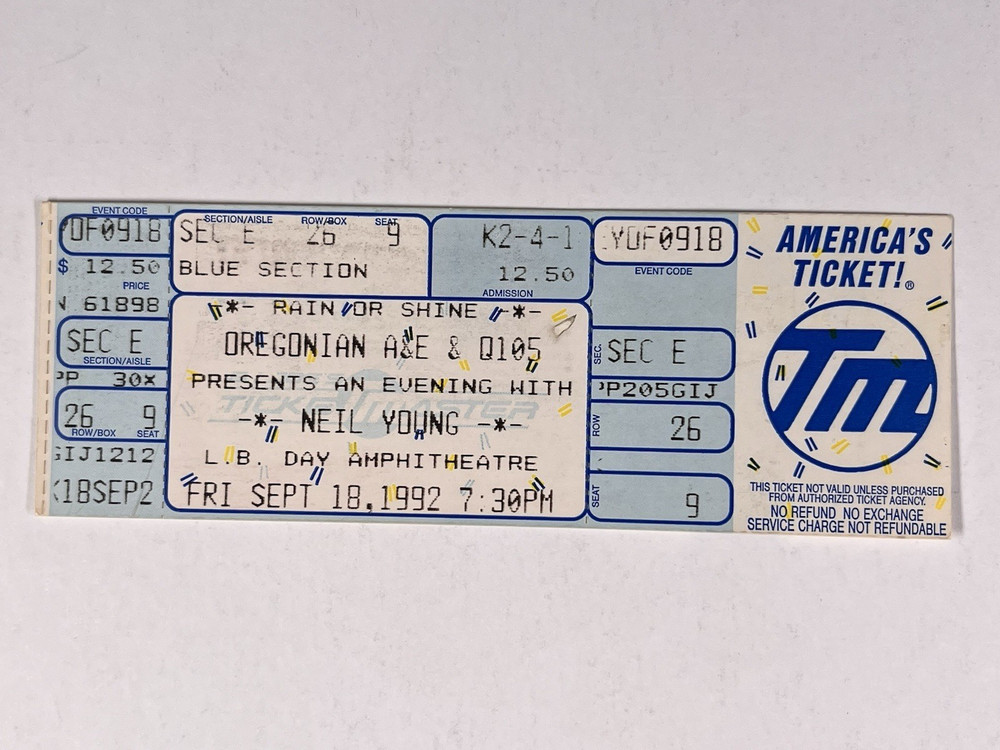 EVENT CODE
YOF0918
$ 12.50
PRICE
61898
SEC E
SECTION/AISLE
PP 30X
26 9
ROW/BOX SEAT
GIJ1212
18SEP2
SECTION/AISLE ROW/BOX SEAT
SEC E 26 9
BLUE SECTION
K2-4-1
12.50
ADMISSION
-*- RAIN OR SHINE -*-
OREGONIAN A&E & Q105
PRESENTS AN EVENING WITH
TICKETMASTER
-*- NEIL YOUNG -*-
L.B. DAY AMPHITHEATRE
FRI SEPT 18,1992 7:30PM
YOF0918
EVENT CODE
SEC.
SEC E
PP205GIJ
ROW
26
SEAT
9
AMERICA'S
TICKET!®
TM
THIS TICKET NOT VALID UNLESS PURCHASED
FROM AUTHORIZED TICKET AGENCY.
NO REFUND NO EXCHANGE
SERVICE CHARGE NOT REFUNDABLE